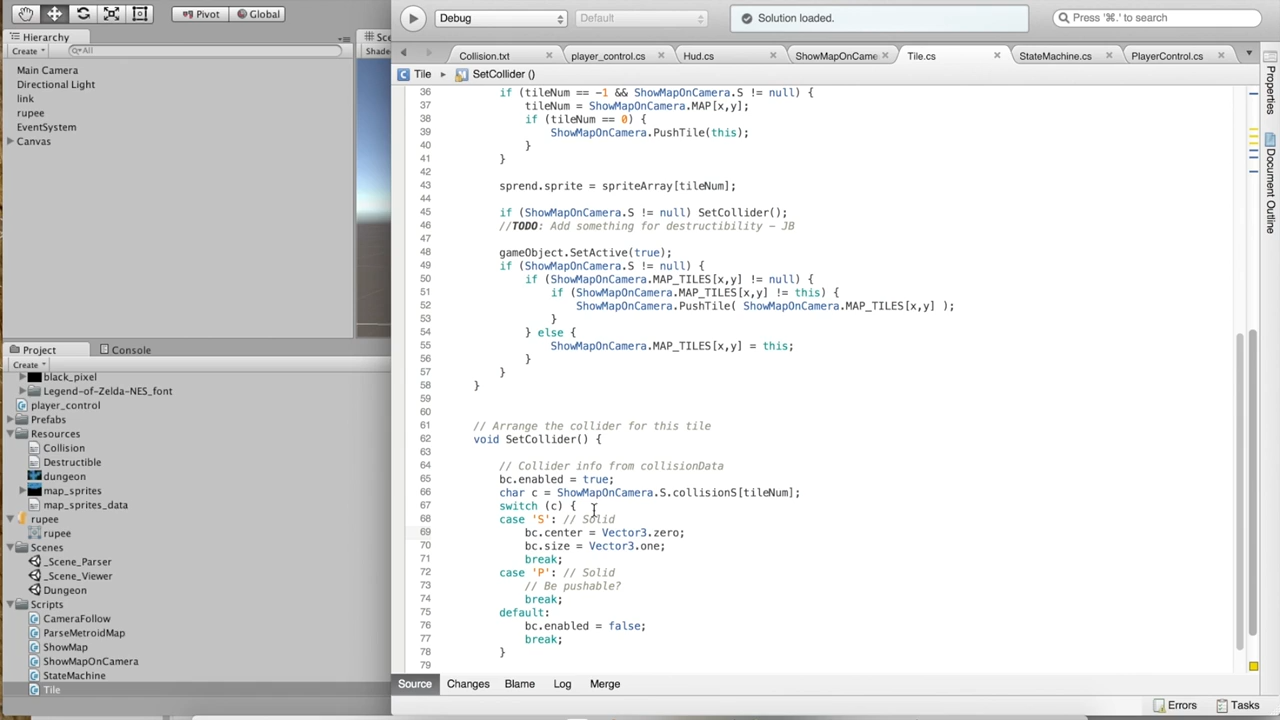 Pivot Global
Hierarchy
Create All
Main Camera
Directional Light
link
rupee
EventSystem
Canvas
Sce
Shade
Project Console
Create
black_pixel
Legend-of-Zelda-NES_font
player_control
Prefabs
Resources
Collision
Destructible
dungeon
map_sprites
map_sprites_data
rupee
rupee
Scenes
_Scene_Parser
_Scene_Viewer
Dungeon
Scripts
CameraFollow
ParseMetroidMap
ShowMap
ShowMapOnCamera
StateMachine
Tile
Debug Default Solution loaded. Press '⌘.' to search
Collision.txt player_control.cs Hud.cs ShowMapOnCame Tile.cs StateMachine.cs PlayerControl.cs
Tile SetCollider ()
36 if (tileNum == -1 && ShowMapOnCamera.S != null) {
37 tileNum = ShowMapOnCamera.MAP[x,y];
38 if (tileNum == 0) {
39 ShowMapOnCamera.PushTile(this);
40 }
41 }
42
43 sprend.sprite = spriteArray[tileNum];
44
45 if (ShowMapOnCamera.S != null) SetCollider();
46 //TODO: Add something for destructibility - JB
47
48 gameObject.SetActive(true);
49 if (ShowMapOnCamera.S != null) {
50 if (ShowMapOnCamera.MAP_TILES[x,y] != null) {
51 if (ShowMapOnCamera.MAP_TILES[x,y] != this) {
52 ShowMapOnCamera.PushTile( ShowMapOnCamera.MAP_TILES[x,y] );
53 }
54 } else {
55 ShowMapOnCamera.MAP_TILES[x,y] = this;
56 }
57 }
58 }
59
60
61 // Arrange the collider for this tile
62 void SetCollider() {
63
64 // Collider info from collisionData
65 bc.enabled = true;
66 char c = ShowMapOnCamera.S.collisionS[tileNum];
67 switch (c) {
68 case 'S': // Solid
69 bc.center = Vector3.zero;
70 bc.size = Vector3.one;
71 break;
72 case 'P': // Solid
73 // Be pushable?
74 break;
75 default:
76 bc.enabled = false;
77 break;
78 }
79
Source Changes Blame Log Merge
Errors Tasks
Properties
Document Outline